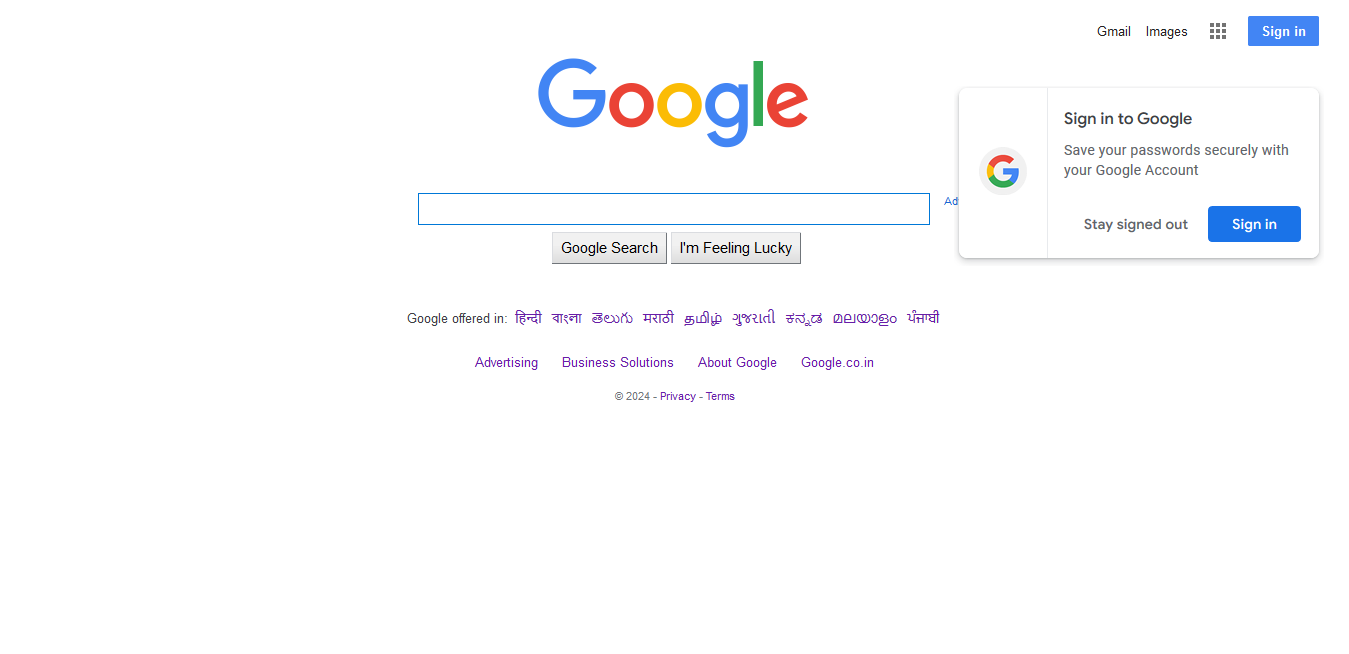 Gmail Images Sign in
Google
Sign in to Google
Save your passwords securely with
your Google Account
Stay signed out Sign in
Google Search I'm Feeling Lucky
Google offered in: हिन्दी বাংলা తెలుగు मराठी தமிழ் ગુજરાતી ಕನ್ನಡ മലയാളം ਪੰਜਾਬੀ
Advertising Business Solutions About Google Google.co.in
© 2024 - Privacy - Terms